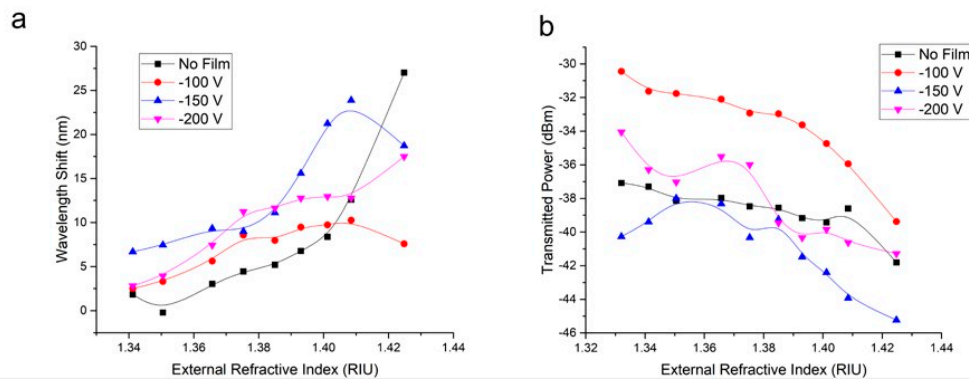 a
No Film
-100 V
-150 V
-200 V
Wavelength Shift (nm)
30
25
20
15
10
5
0
1.34
1.36
1.38
1.40
1.42
1.44
External Refractive Index (RIU)
b
No Film
-100 V
-150 V
-200 V
Transmitted Power (dBm)
-30
-32
-34
-36
-38
-40
-42
-44
-46
1.32
1.34
1.36
1.38
1.40
1.42
1.44
External Refractive Index (RIU)